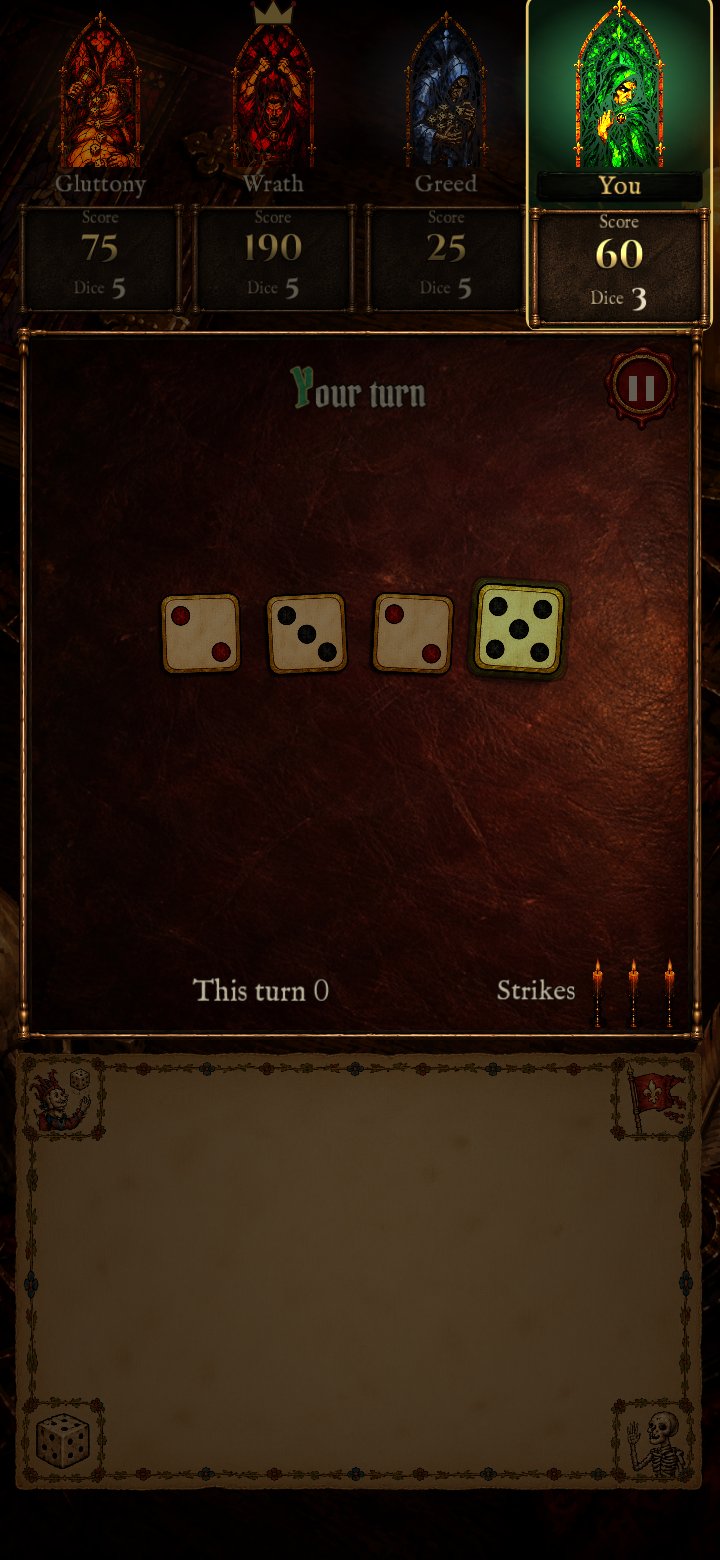 Gluttony Wrath Greed You
Score Score Score Score
75 190 25 60
Dice 5 Dice 5 Dice 5 Dice 3
Your turn
This turn 0 Strikes